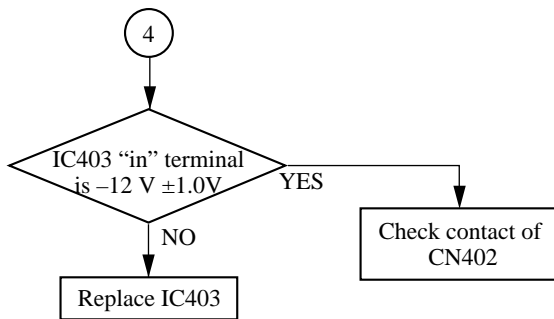 4
IC403 “in” terminal
is –12 V ±1.0V
YES
NO
Check contact of
CN402
Replace IC403